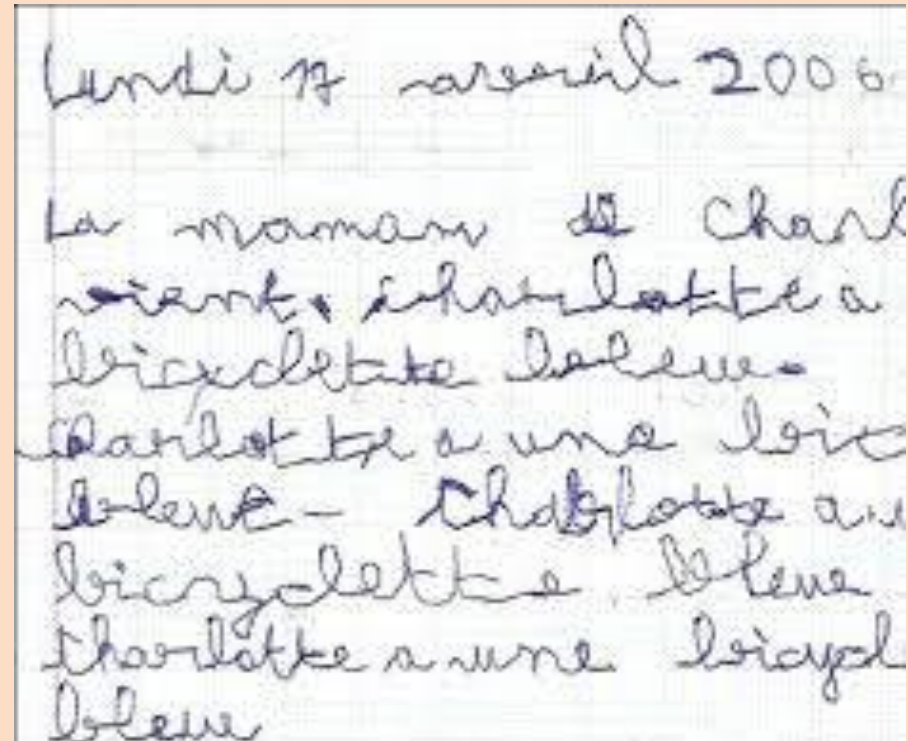 Lundi 17 avril 2006
La maman de Charl
vient. Charlotte a
bicyclette bleue.
Charlotte a une bic
bleue - Charlotte a u
bicyclette bleue
Charlotte a une bicycl
bleue